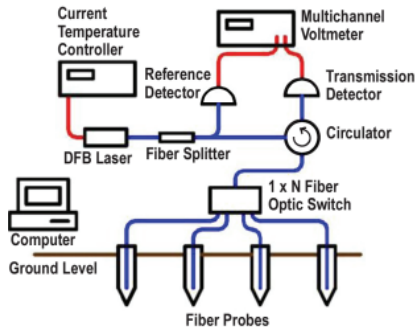 Current
Temperature
Controller
Multichannel
Voltmeter
Reference
Detector
Transmission
Detector
DFB Laser
Fiber Splitter
Circulator
1 x N Fiber
Optic Switch
Computer
Ground Level
Fiber Probes